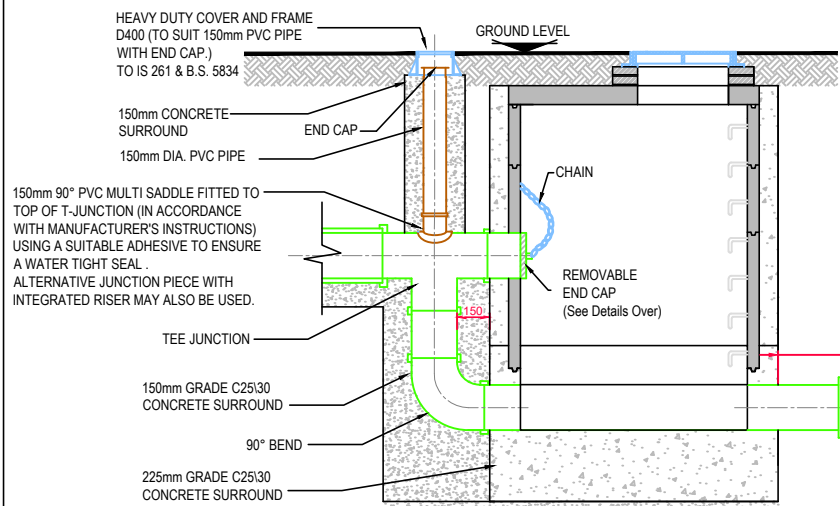 HEAVY DUTY COVER AND FRAME
D400 (TO SUIT 150mm PVC PIPE
WITH END CAP.)
TO IS 261 & B.S. 5834
GROUND LEVEL
150mm CONCRETE
SURROUND
END CAP
150mm DIA. PVC PIPE
CHAIN
150mm 90° PVC MULTI SADDLE FITTED TO
TOP OF T-JUNCTION (IN ACCORDANCE
WITH MANUFACTURER'S INSTRUCTIONS)
USING A SUITABLE ADHESIVE TO ENSURE
A WATER TIGHT SEAL .
ALTERNATIVE JUNCTION PIECE WITH
INTEGRATED RISER MAY ALSO BE USED.
REMOVABLE
END CAP
(See Details Over)
150
TEE JUNCTION
150mm GRADE C25\30
CONCRETE SURROUND
90° BEND
225mm GRADE C25\30
CONCRETE SURROUND